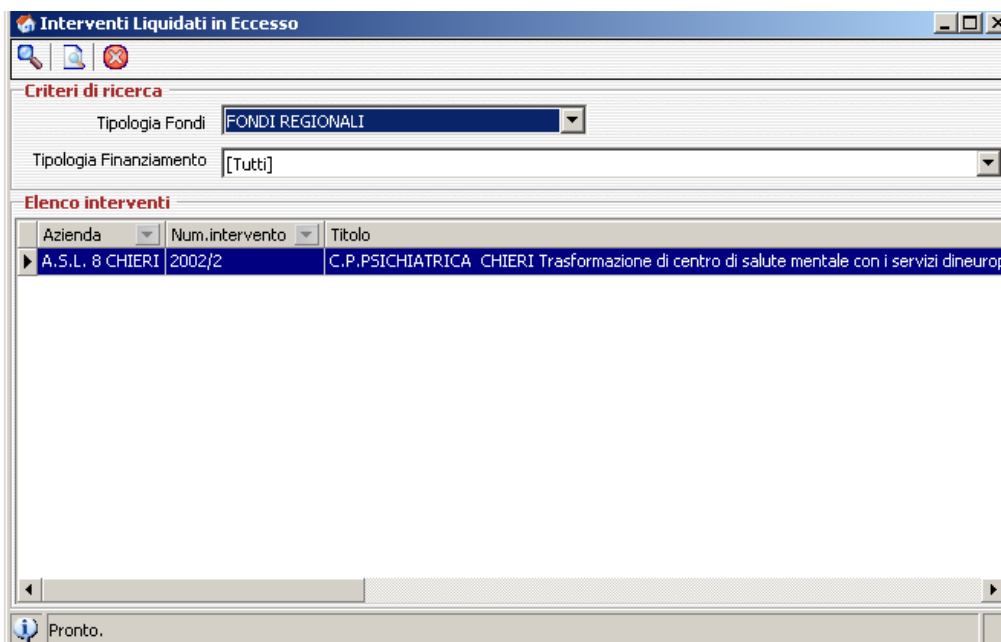 Interventi Liquidati in Eccesso
Criteri di ricerca
Tipologia Fondi FONDI REGIONALI
Tipologia Finanziamento [Tutti]
Elenco interventi
Azienda Num.intervento Titolo
A.S.L. 8 CHIERI 2002/2 C.P.PSICHIATRICA CHIERI Trasformazione di centro di salute mentale con i servizi dineurop
Pronto.